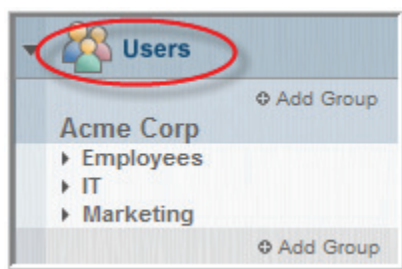 Users
Add Group
Acme Corp
Employees
IT
Marketing
Add Group